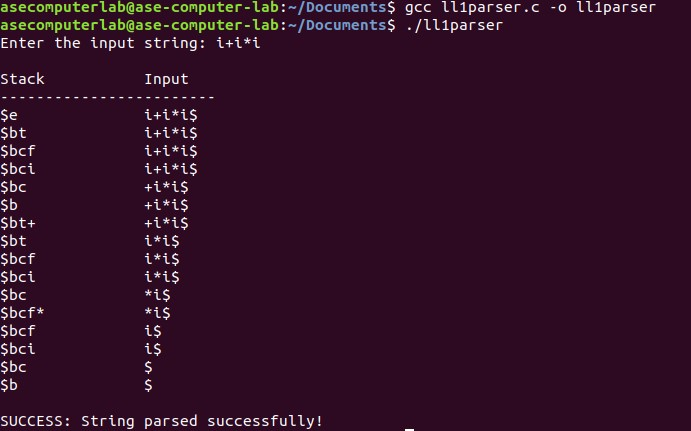 asecomputerlab@ase-computer-lab:~/Documents$ gcc ll1parser.c -o ll1parser
asecomputerlab@ase-computer-lab:~/Documents$ ./ll1parser
Enter the input string: i+i*i
Stack Input
------------------------
$e i+i*i$
$bt i+i*i$
$bcf i+i*i$
$bci i+i*i$
$bc +i*i$
$b +i*i$
$bt+ +i*i$
$bt i*i$
$bcf i*i$
$bci i*i$
$bc *i$
$bcf* *i$
$bcf i$
$bci i$
$bc $
$b $
SUCCESS: String parsed successfully!